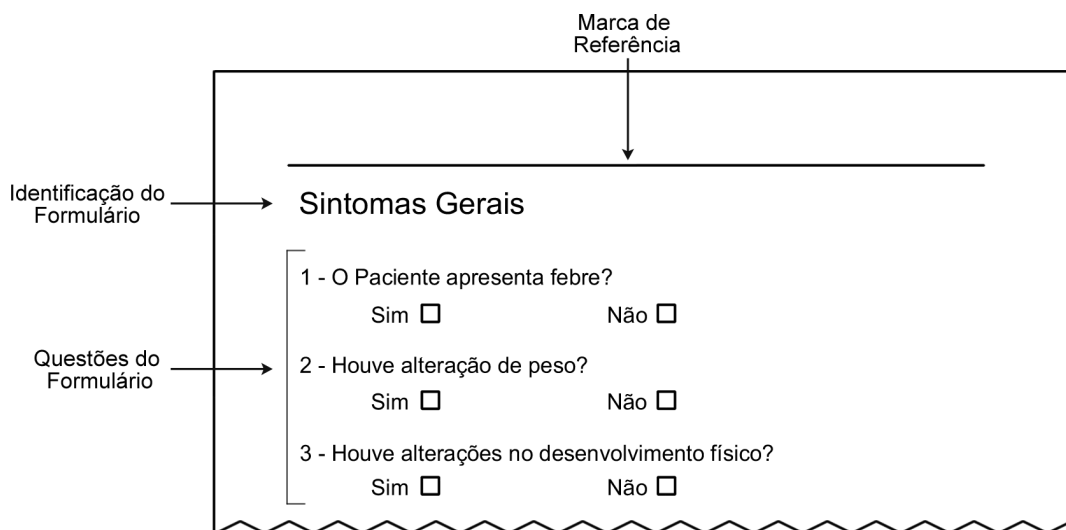 Marca de
Referência
Identificação do
Formulário
Sintomas Gerais
1 - O Paciente apresenta febre?
Sim Não
Questões do
Formulário
2 - Houve alteração de peso?
Sim Não
3 - Houve alterações no desenvolvimento físico?
Sim Não